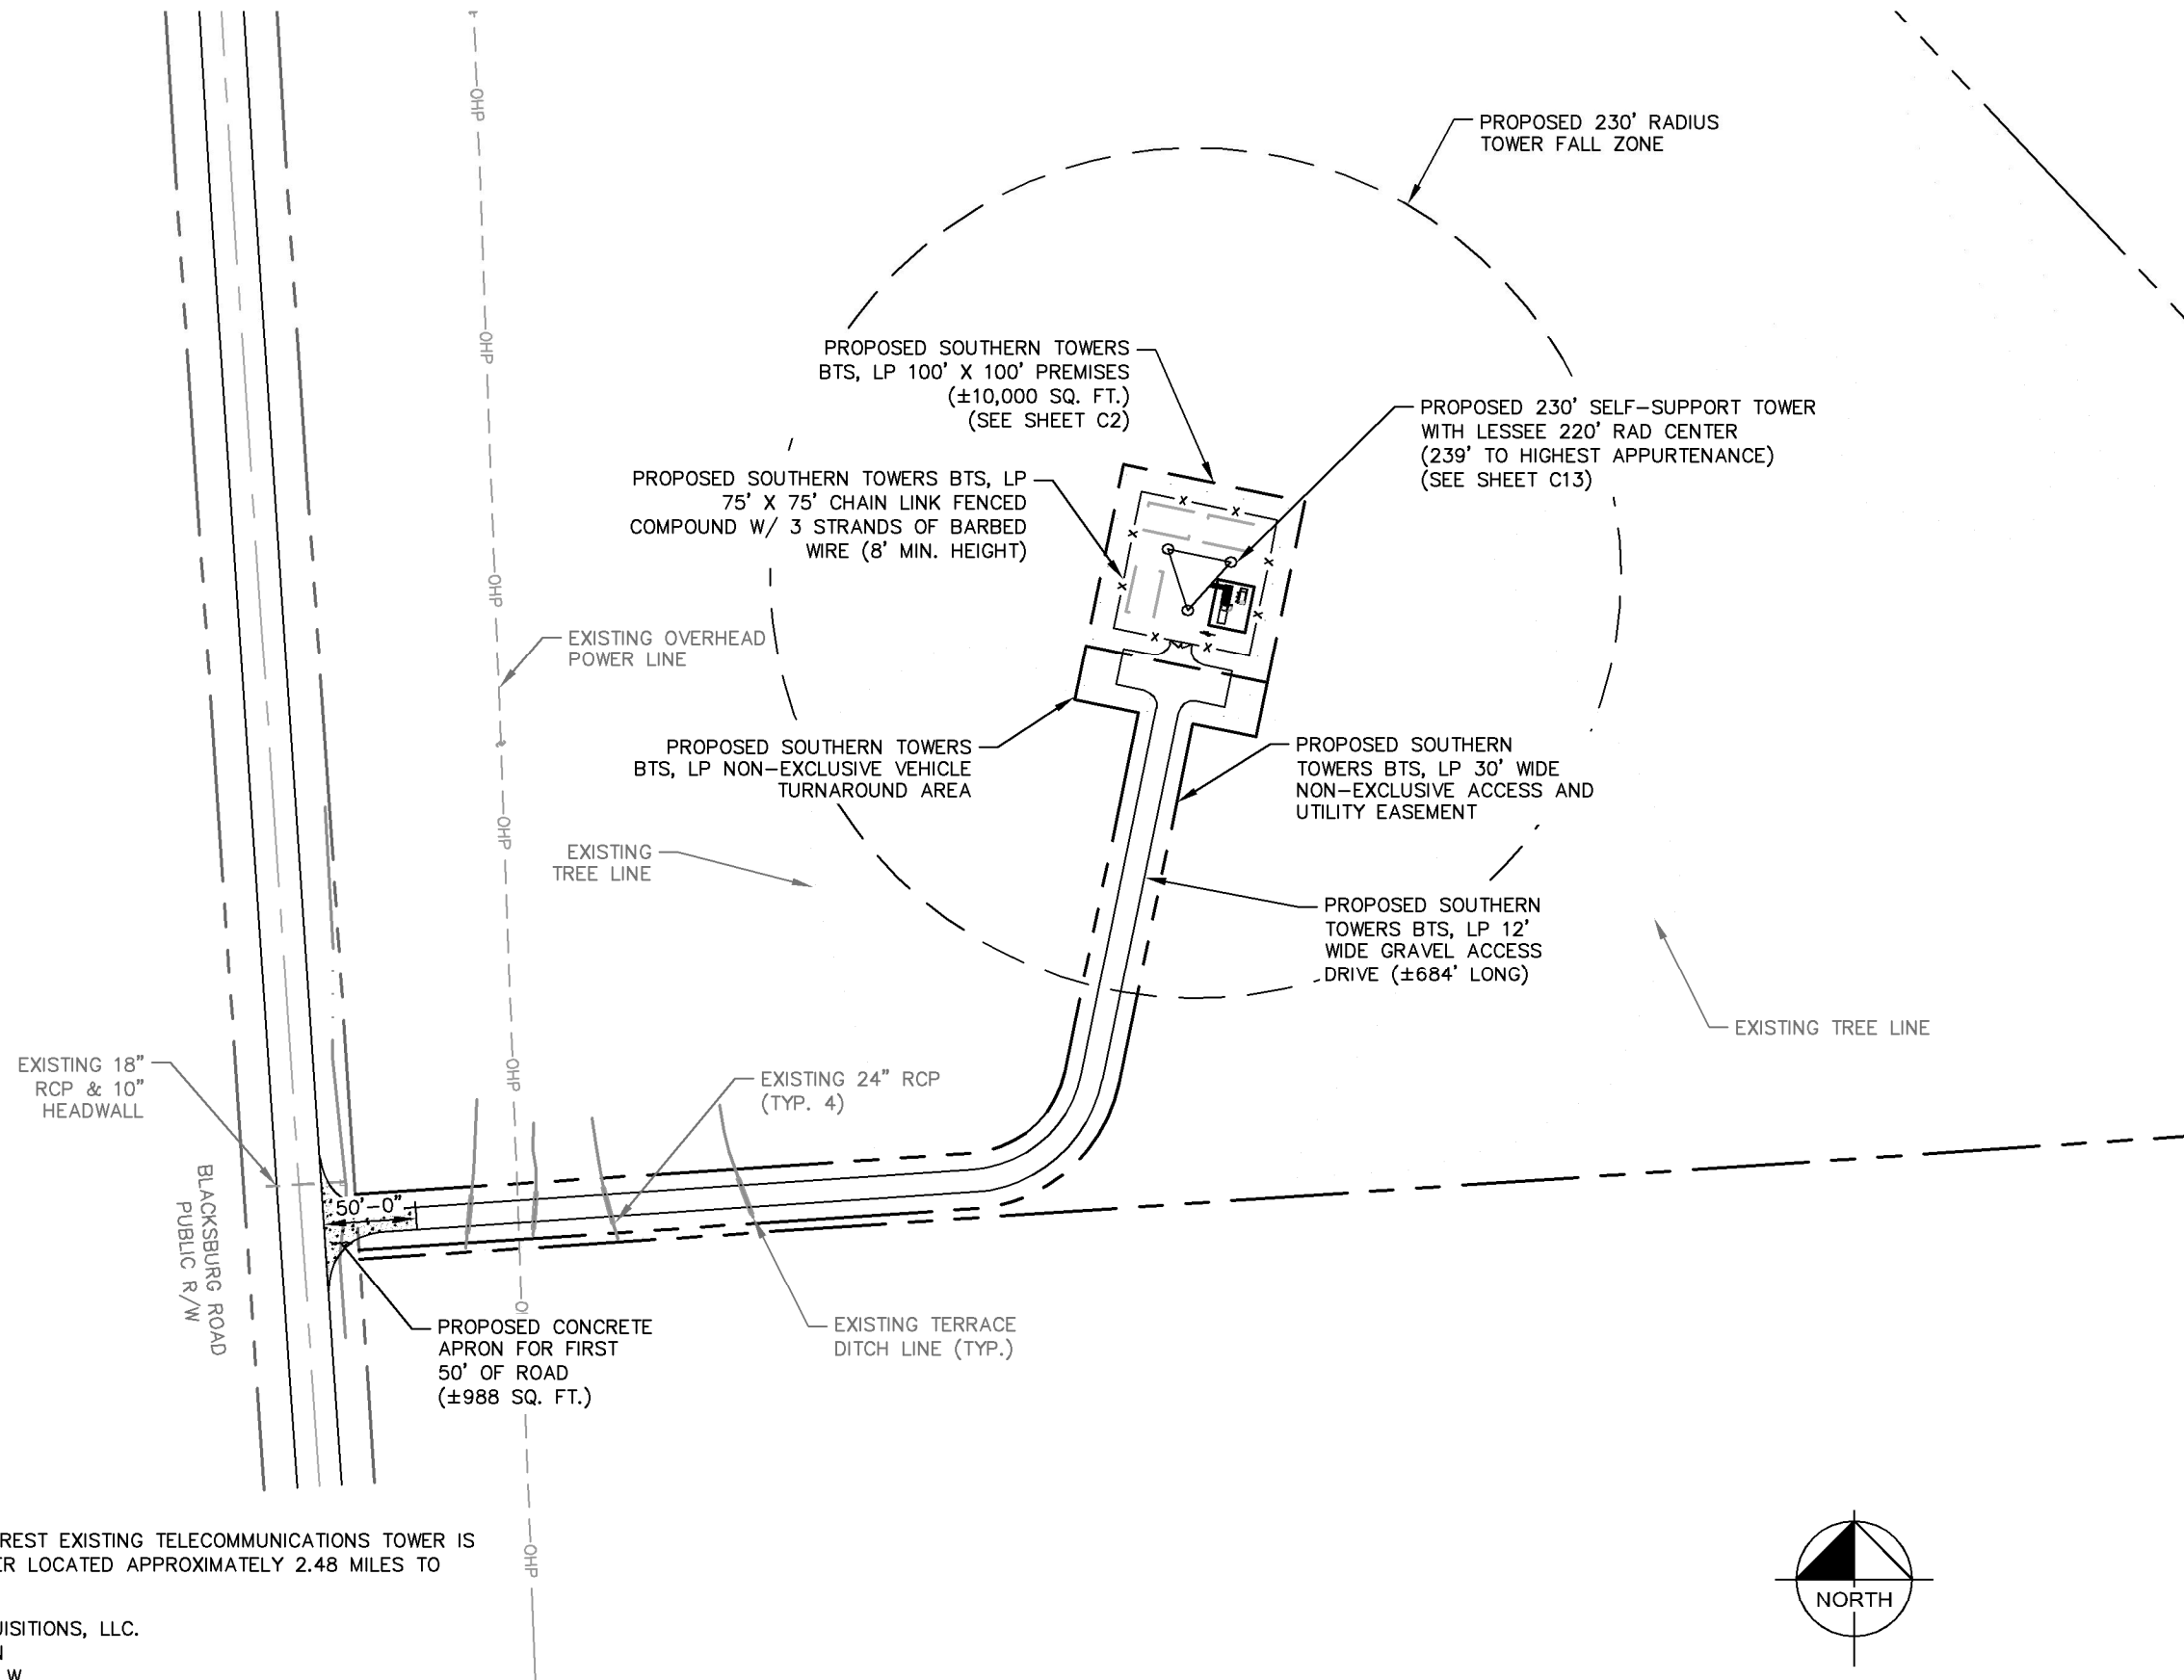 PROPOSED 230' RADIUS
TOWER FALL ZONE
PROPOSED SOUTHERN TOWERS
BTS, LP 100' X 100' PREMISES
(±10,000 SQ. FT.)
(SEE SHEET C2)
PROPOSED 230' SELF-SUPPORT TOWER
WITH LESSEE 220' RAD CENTER
(239' TO HIGHEST APPURTENANCE)
(SEE SHEET C13)
PROPOSED SOUTHERN TOWERS BTS, LP
75' X 75' CHAIN LINK FENCED
COMPOUND W/ 3 STRANDS OF BARBED
WIRE (8' MIN. HEIGHT)
EXISTING OVERHEAD
POWER LINE
PROPOSED SOUTHERN TOWERS
BTS, LP NON-EXCLUSIVE VEHICLE
TURNAROUND AREA
PROPOSED SOUTHERN
TOWERS BTS, LP 30' WIDE
NON-EXCLUSIVE ACCESS AND
UTILITY EASEMENT
EXISTING
TREE LINE
PROPOSED SOUTHERN
TOWERS BTS, LP 12'
WIDE GRAVEL ACCESS
DRIVE (±684' LONG)
EXISTING TREE LINE
EXISTING 18"
RCP & 10"
HEADWALL
EXISTING 24" RCP
(TYP. 4)
50'-0"
BLACKSBURG ROAD
PUBLIC R/W
PROPOSED CONCRETE
APRON FOR FIRST
50' OF ROAD
(±988 SQ. FT.)
EXISTING TERRACE
DITCH LINE (TYP.)
OHP
OHP
OHP
OHP
OHP
OHP
REST EXISTING TELECOMMUNICATIONS TOWER IS
ER LOCATED APPROXIMATELY 2.48 MILES TO
UISITIONS, LLC.
N
W
NORTH